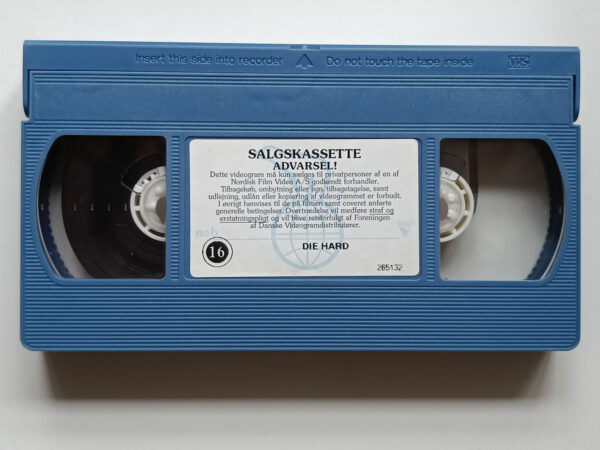 Insert this side into recorder Do not touch the tape inside VHS
SALGSKASSETTE
ADVARSEL!
Dette videogram må kun sælges til privatpersoner af en af
Nordisk Film Video A/S godkendt forhandler.
Tilbagekøb, ombytning eller lign. tilbagetagelse, samt
udlejning, udlån eller kopiering af videogrammet er forbudt.
I øvrigt henvises til de på filmen samt coveret anførte
generelle betingelser. Overtrædelse vil medføre straf og
erstatningspligt og vil blive retsforfulgt af Foreningen
af Danske Videogramdistributører.
16
DIE HARD
265132